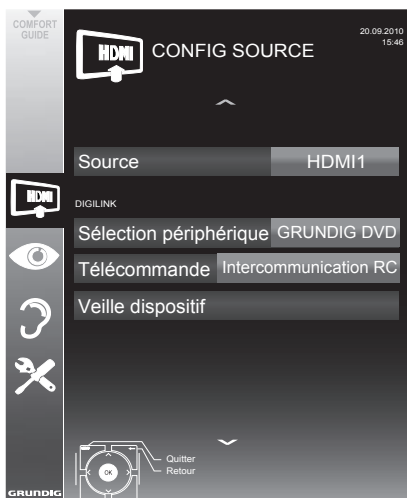 COMFORT
GUIDE
HDMI
CONFIG SOURCE
20.09.2010
15:46
Source HDMI1
HDMI
DIGILINK
Sélection périphérique GRUNDIG DVD
Télécommande Intercommunication RC
Veille dispositif
Quitter
OK
Retour
GRUNDIG